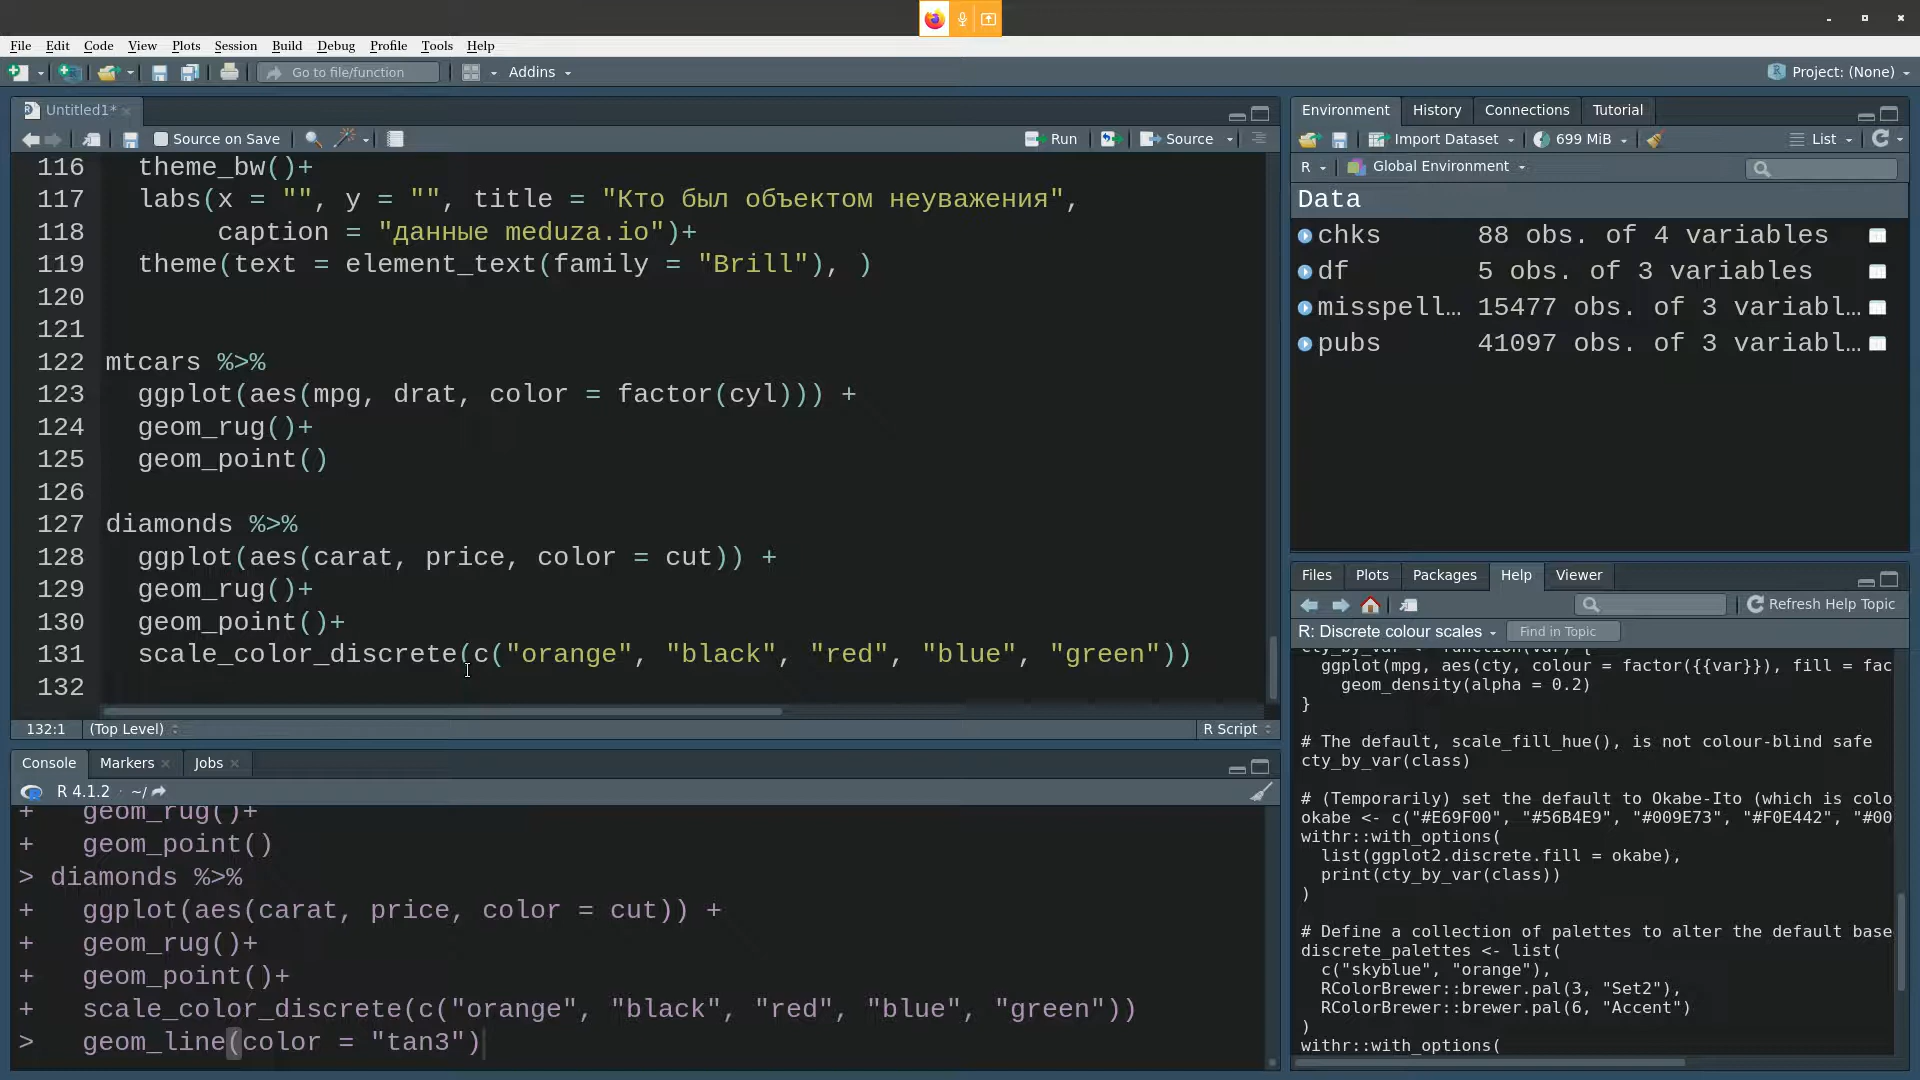 File Edit Code View Plots Session Build Debug Profile Tools Help
Go to file/function Addins Project: (None)
Untitled1*
Source on Save Run Source
116 theme_bw()+
117 labs(x = "", y = "", title = "Кто был объектом неуважения",
118 caption = "данные meduza.io")+
119 theme(text = element_text(family = "Brill"), )
120
121
122 mtcars %>%
123 ggplot(aes(mpg, drat, color = factor(cyl))) +
124 geom_rug()+
125 geom_point()
126
127 diamonds %>%
128 ggplot(aes(carat, price, color = cut)) +
129 geom_rug()+
130 geom_point()+
131 scale_color_discrete(c("orange", "black", "red", "blue", "green"))
132
132:1 (Top Level) R Script
Console Markers Jobs
R 4.1.2 · ~/
+ geom_rug()+
+ geom_point()
> diamonds %>%
+ ggplot(aes(carat, price, color = cut)) +
+ geom_rug()+
+ geom_point()+
+ scale_color_discrete(c("orange", "black", "red", "blue", "green"))
> geom_line(color = "tan3")
Environment History Connections Tutorial
Import Dataset 699 MiB List
R Global Environment
Data
chks 88 obs. of 4 variables
df 5 obs. of 3 variables
misspell… 15477 obs. of 3 variabl…
pubs 41097 obs. of 3 variabl…
Files Plots Packages Help Viewer
Refresh Help Topic
R: Discrete colour scales Find in Topic
cty_by_var <- function(var) {
ggplot(mpg, aes(cty, colour = factor({{var}}), fill = fac
geom_density(alpha = 0.2)
}
# The default, scale_fill_hue(), is not colour-blind safe
cty_by_var(class)
# (Temporarily) set the default to Okabe-Ito (which is colo
okabe <- c("#E69F00", "#56B4E9", "#009E73", "#F0E442", "#00
withr::with_options(
list(ggplot2.discrete.fill = okabe),
print(cty_by_var(class))
)
# Define a collection of palettes to alter the default base
discrete_palettes <- list(
c("skyblue", "orange"),
RColorBrewer::brewer.pal(3, "Set2"),
RColorBrewer::brewer.pal(6, "Accent")
)
withr::with_options(